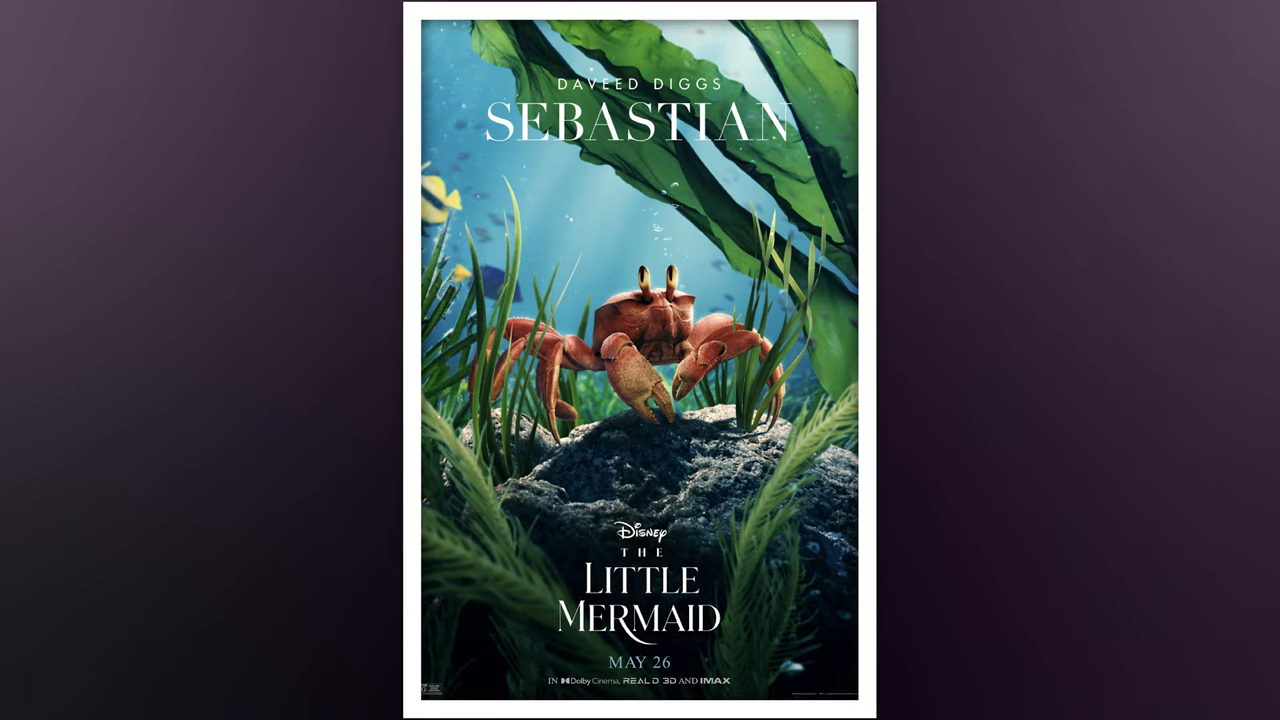 DAVEED DIGGS
SEBASTIAN
Disney
THE
LITTLE
MERMAID
MAY 26
IN Dolby Cinema, REAL D 3D AND IMAX